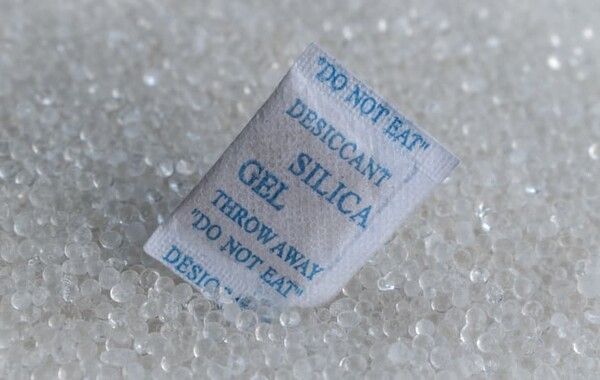 "DO NOT EAT"
DESICCANT
SILICA
GEL
THROW AWAY
"DO NOT EAT"